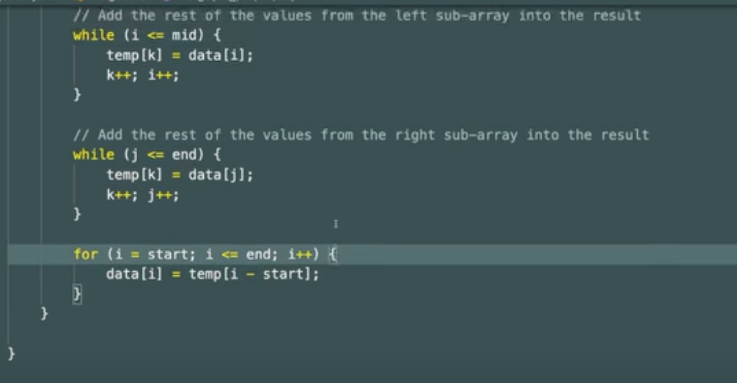 // Add the rest of the values from the left sub-array into the result
while (i <= mid) {
temp[k] = data[i];
k++; i++;
}
// Add the rest of the values from the right sub-array into the result
while (j <= end) {
temp[k] = data[j];
k++; j++;
}
for (i = start; i <= end; i++) {
data[i] = temp[i - start];
}
}
}